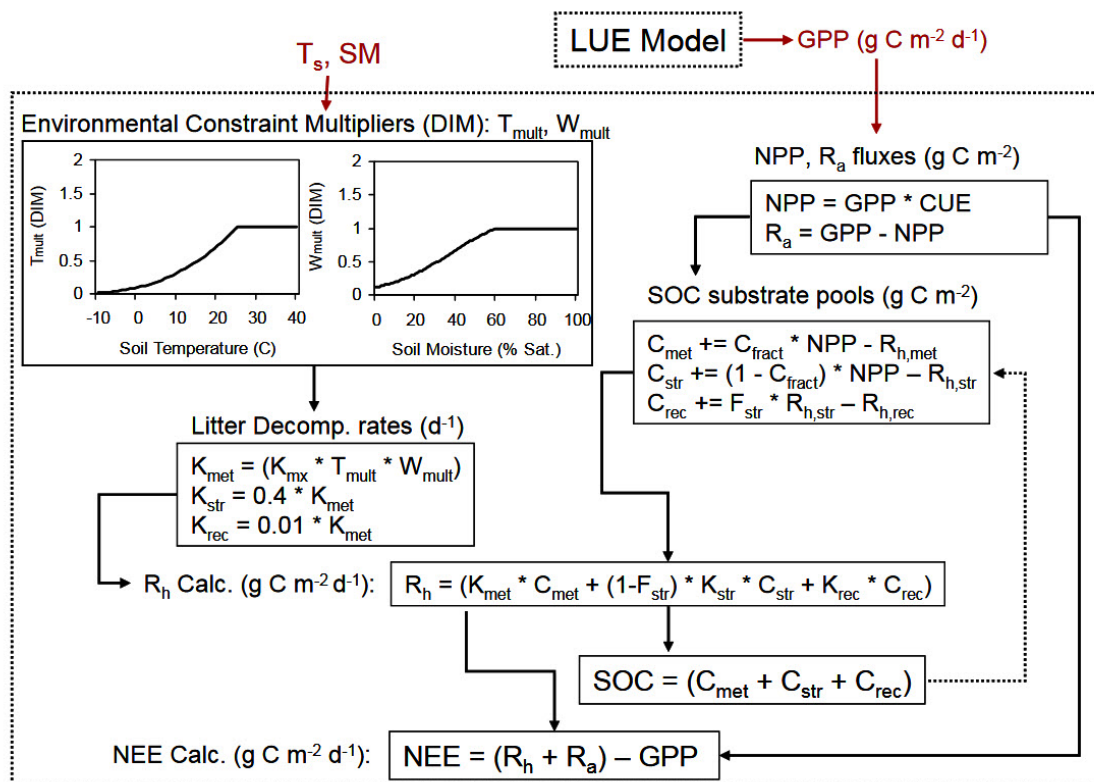 LUE Model
GPP (g C m-2 d-1)
Ts, SM
Environmental Constraint Multipliers (DIM): Tmult, Wmult
Tmult (DIM)
2
1.5
1
0.5
0
-10 0 10 20 30 40
Soil Temperature (C)
Wmult (DIM)
2
1.5
1
0.5
0
0 20 40 60 80 100
Soil Moisture (% Sat.)
NPP, Ra fluxes (g C m-2)
NPP = GPP * CUE
Ra = GPP - NPP
SOC substrate pools (g C m-2)
Cmet += Cfract * NPP - Rh,met
Cstr += (1 - Cfract) * NPP – Rh,str
Crec += Fstr * Rh,str – Rh,rec
Litter Decomp. rates (d-1)
Kmet = (Kmx * Tmult * Wmult)
Kstr = 0.4 * Kmet
Krec = 0.01 * Kmet
Rh Calc. (g C m-2 d-1):
Rh = (Kmet * Cmet + (1-Fstr) * Kstr * Cstr + Krec * Crec)
SOC = (Cmet + Cstr + Crec)
NEE Calc. (g C m-2 d-1):
NEE = (Rh + Ra) – GPP